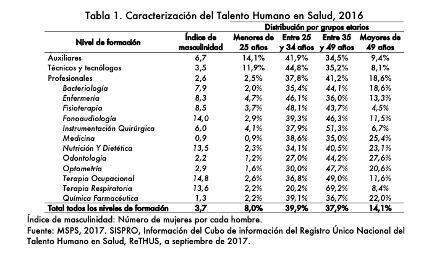 Tabla 1. Caracterización del Talento Humano en Salud, 2016
Distribución por grupos etarios
Nivel de formación Índice de masculinidad Menores de 25 años Entre 25 y 34 años Entre 35 y 49 años Mayores de 49 años
Auxiliares 6,7 14,1% 41,9% 34,5% 9,4%
Técnicos y tecnólogos 3,5 11,9% 44,8% 35,2% 8,1%
Profesionales 2,6 2,5% 37,8% 41,2% 18,6%
Bacteriología 7,9 2,0% 35,4% 44,1% 18,6%
Enfermería 8,3 4,7% 46,1% 36,0% 13,3%
Fisioterapia 8,5 3,7% 48,1% 43,7% 4,5%
Fonoaudiología 14,0 2,9% 39,3% 46,3% 11,5%
Instrumentación Quirúrgica 6,0 4,1% 37,9% 51,3% 6,7%
Medicina 0,9 0,9% 38,6% 35,0% 25,4%
Nutrición Y Dietética 13,5 2,3% 34,1% 40,5% 23,1%
Odontología 2,2 1,2% 27,0% 44,2% 27,6%
Optometría 2,9 1,6% 30,0% 47,7% 20,6%
Terapia Ocupacional 14,8 2,6% 36,8% 49,0% 11,6%
Terapia Respiratoria 13,6 2,2% 20,2% 69,2% 8,4%
Química Farmacéutica 1,3 2,2% 39,1% 36,7% 22,0%
Total todos los niveles de formación 3,7 8,0% 39,9% 37,9% 14,1%
Índice de masculinidad: Número de mujeres por cada hombre.
Fuente: MSPS, 2017. SISPRO, Información del Cubo de información del Registro Único Nacional del
Talento Humano en Salud, ReTHUS, a septiembre de 2017.